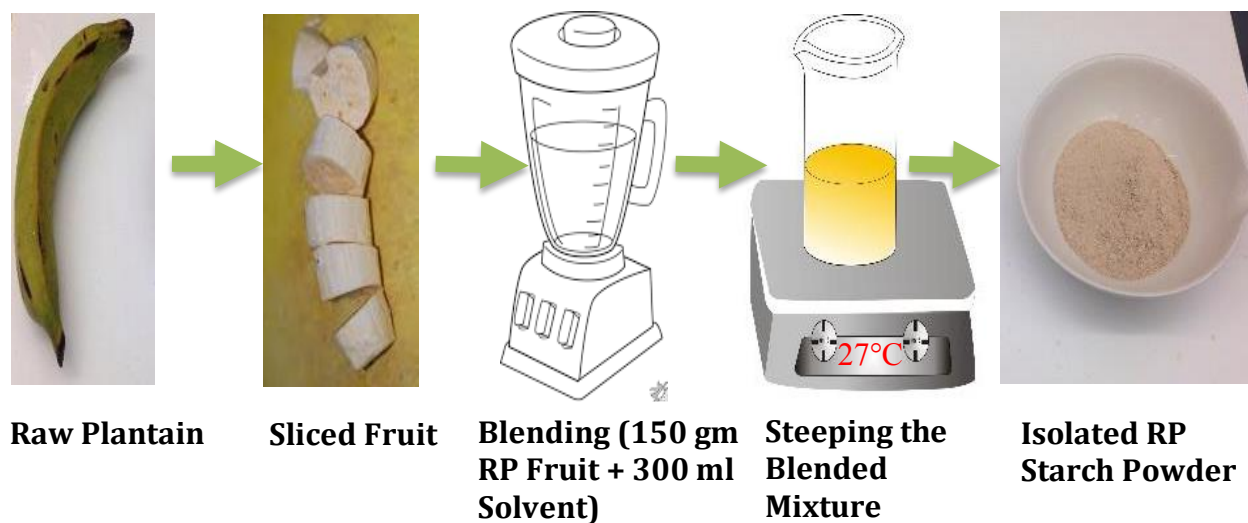 27°C
Raw Plantain
Sliced Fruit
Blending (150 gm
RP Fruit + 300 ml
Solvent)
Steeping the
Blended
Mixture
Isolated RP
Starch Powder